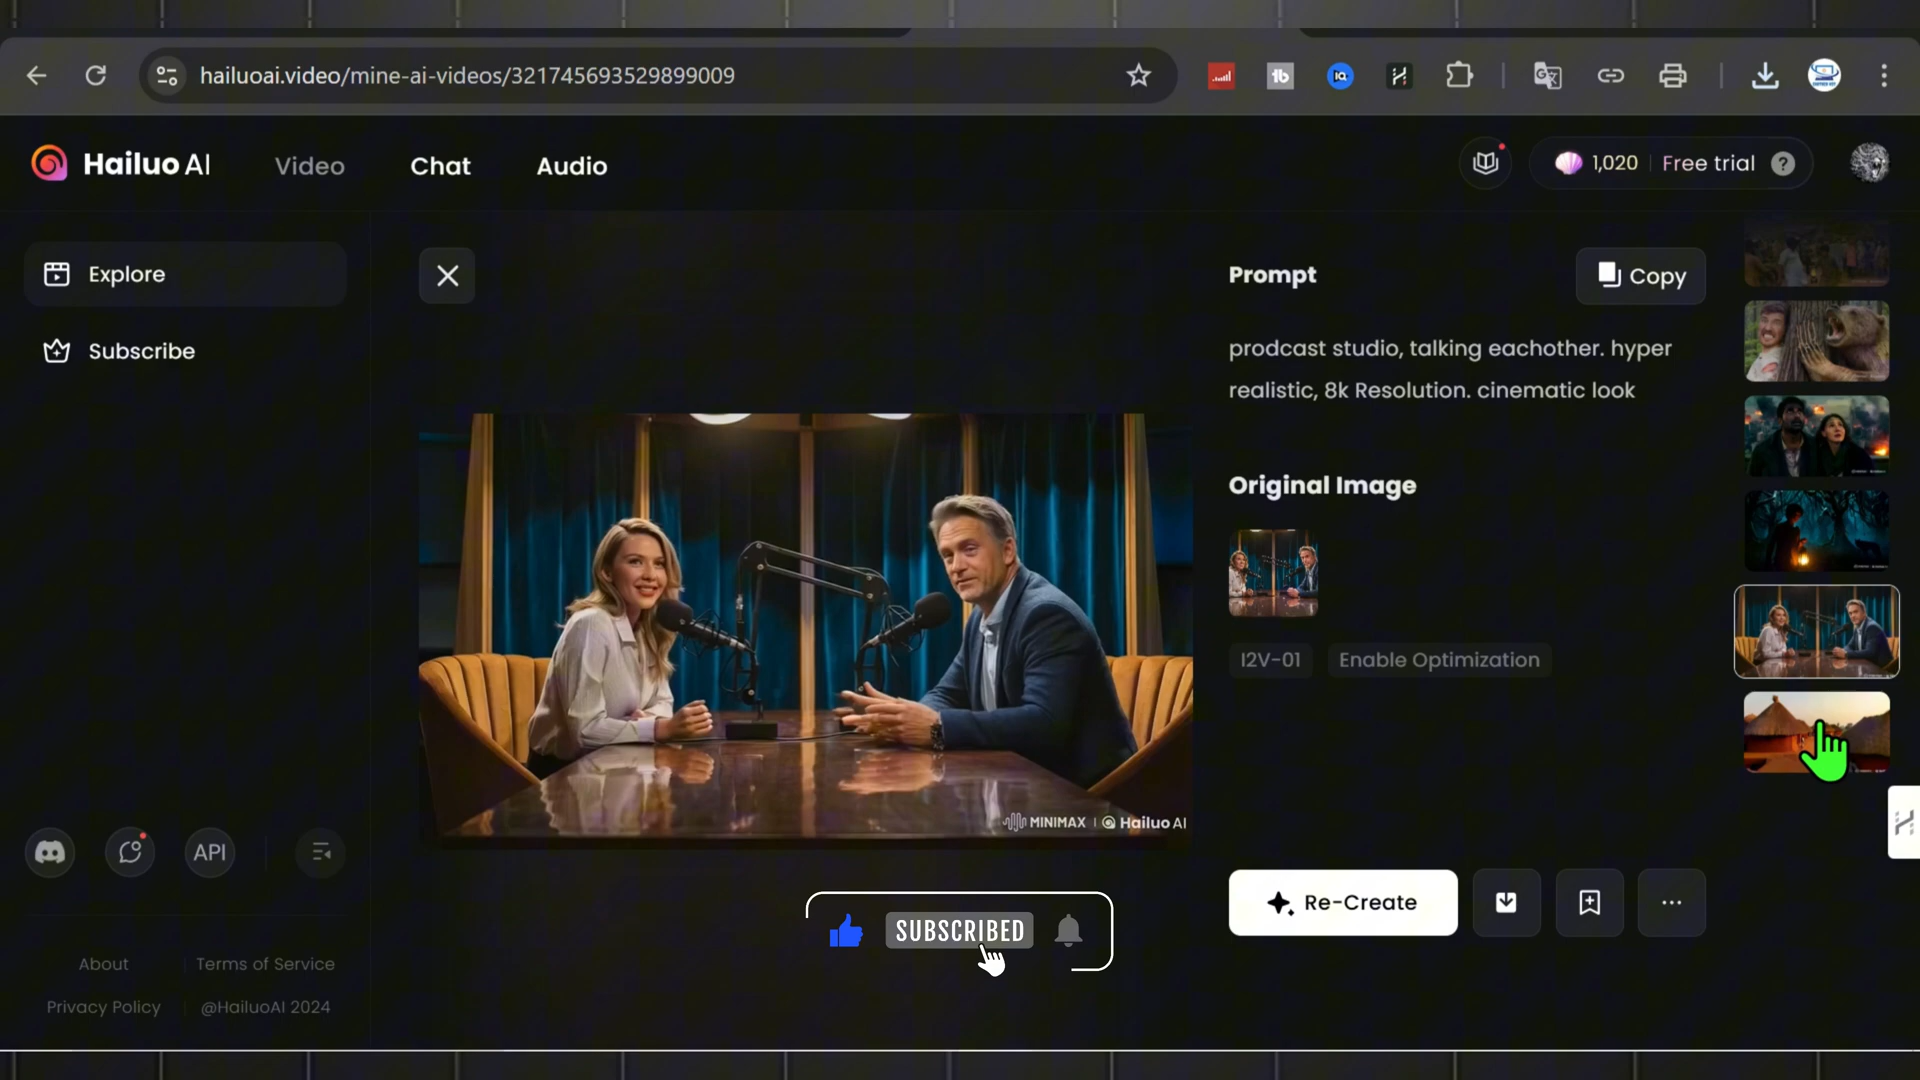 hailuoai.video/mine-ai-videos/321745693529899009
Hailuo AI
Video
Chat
Audio
1,020
Free trial
?
Explore
Subscribe
Prompt
Copy
prodcast studio, talking eachother. hyper
realistic, 8k Resolution. cinematic look
Original Image
I2V-01
Enable Optimization
MINIMAX | Hailuo AI
Re-Create
SUBSCRIBED
API
About
Terms of Service
Privacy Policy
@HailuoAI 2024